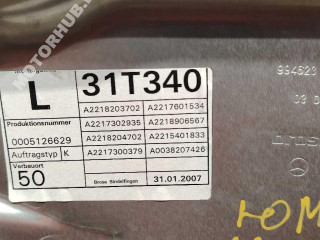 MOTORHUB
L 31T340
Produktionsnummer
0005126629
Auftragstyp K
Verbauort
50
A2218203702 A2217601534
A2217302935 A2218906567
A2218204702 A2215401833
A2217300379 A0038207426
Brose Sindelfingen 31.01.2007
994523
brose